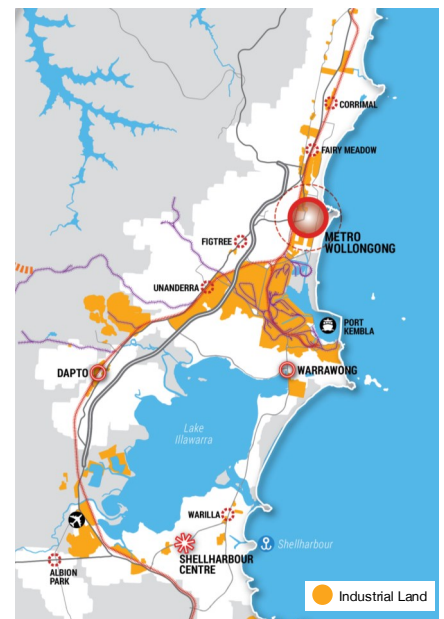 CORRIMAL
FAIRY MEADOW
METRO
WOLLONGONG
FIGTREE
UNANDERRA
PORT
KEMBLA
DAPTO
WARRAWONG
Lake
Illawarra
WARILLA
Shellharbour
SHELLHARBOUR
CENTRE
ALBION
PARK
Industrial Land